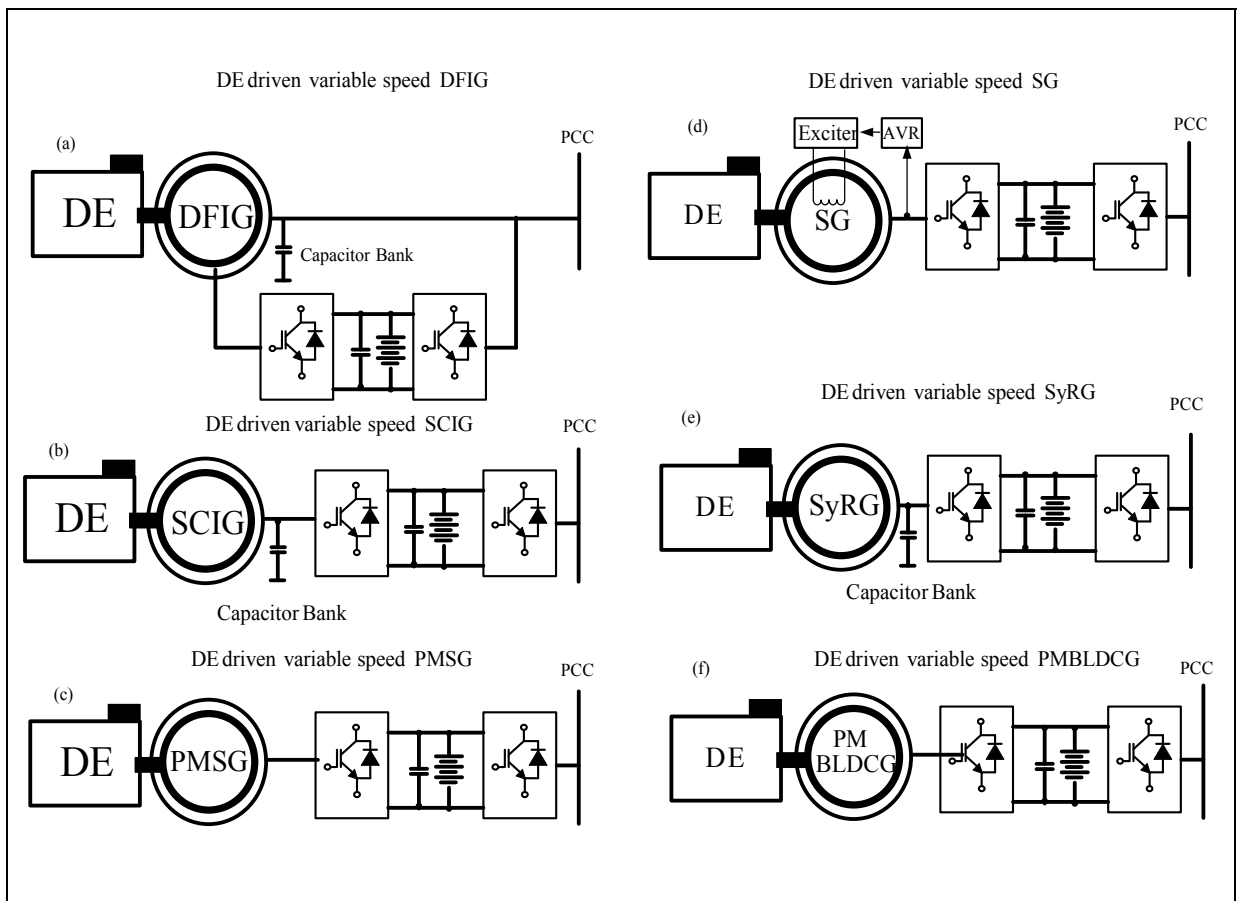 DE driven variable speed DFIG
(a)
PCC
DE
DFIG
Capacitor Bank
DE driven variable speed SCIG
(b)
PCC
DE
SCIG
Capacitor Bank
DE driven variable speed PMSG
(c)
PCC
DE
PMSG
DE driven variable speed SG
(d)
Exciter
AVR
PCC
DE
SG
DE driven variable speed SyRG
(e)
PCC
DE
SyRG
Capacitor Bank
DE driven variable speed PMBLDCG
(f)
PCC
DE
PM
BLDCG